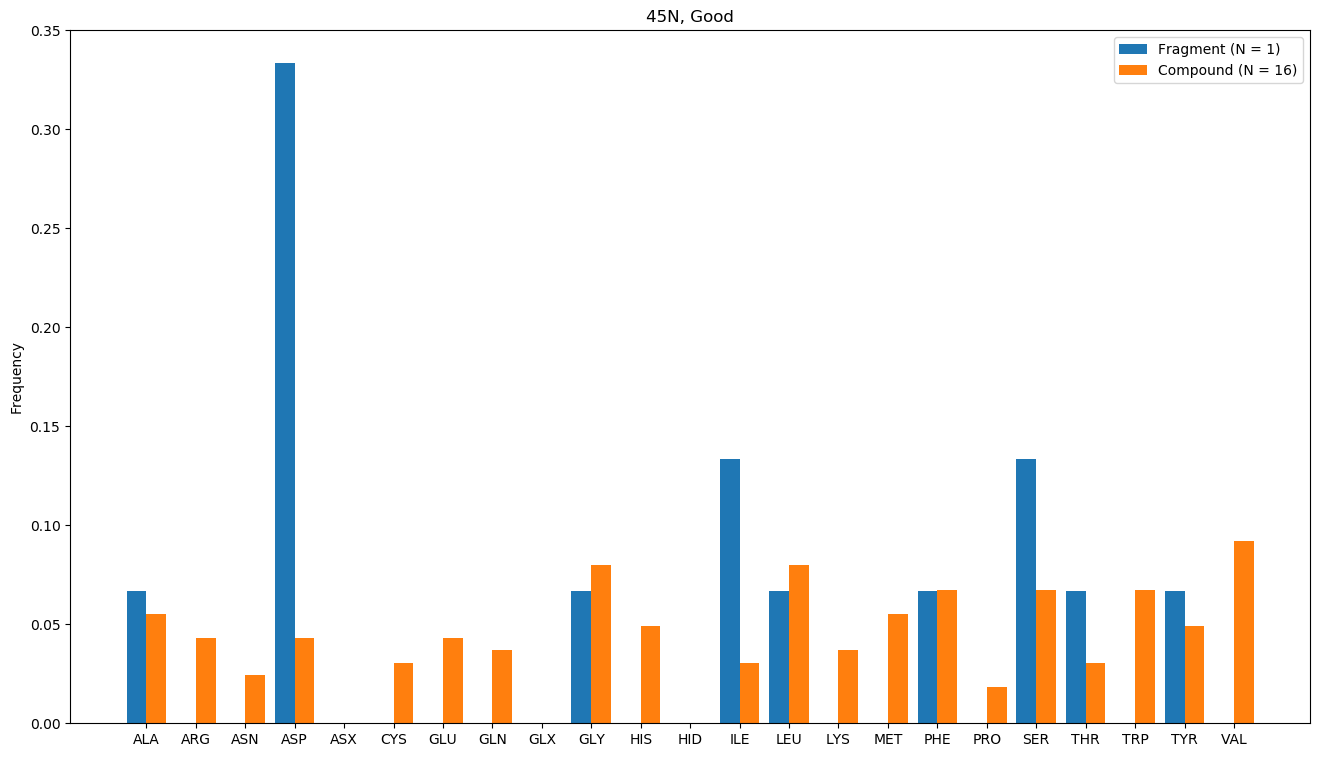 45N, Good
Fragment (N = 1)
Compound (N = 16)
Frequency
0.35
0.30
0.25
0.20
0.15
0.10
0.05
0.00
ALA ARG ASN ASP ASX CYS GLU GLN GLX GLY HIS HID ILE LEU LYS MET PHE PRO SER THR TRP TYR VAL